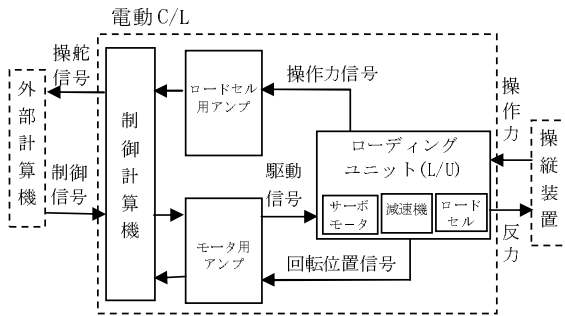 電動C/L
操舵
信号
外部計算機
制御
信号
制御計算機
ロードセル
用アンプ
操作力信号
ローディング
ユニット(L/U)
サーボ
モータ
減速機
ロード
セル
駆動
信号
モータ用
アンプ
回転位置信号
操作力
操縦装置
反力